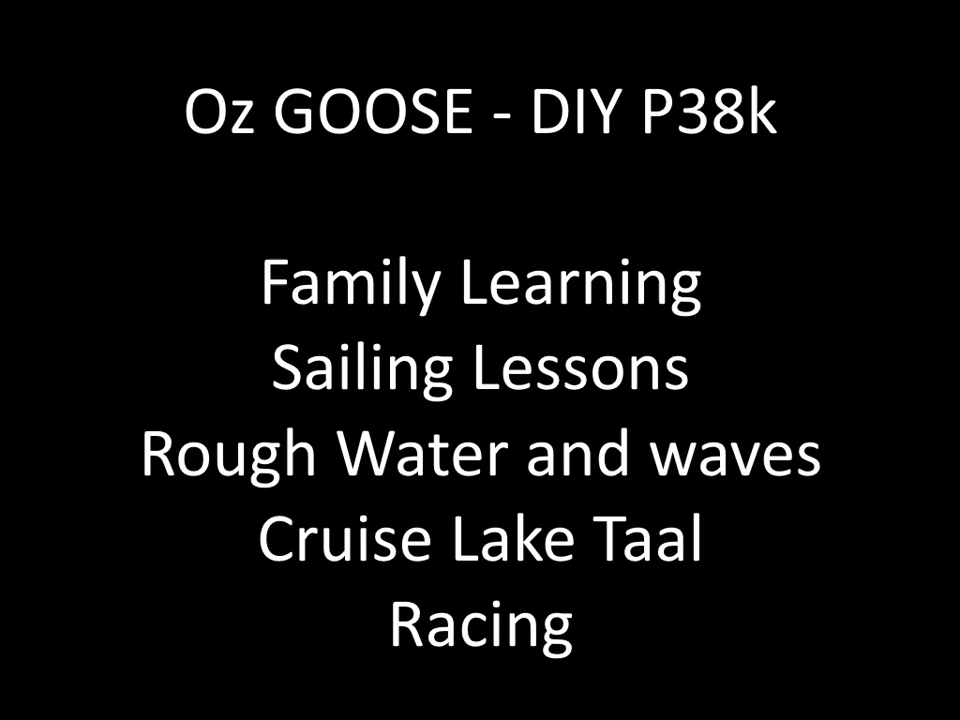 Oz GOOSE - DIY P38k
Family Learning
Sailing Lessons
Rough Water and waves
Cruise Lake Taal
Racing